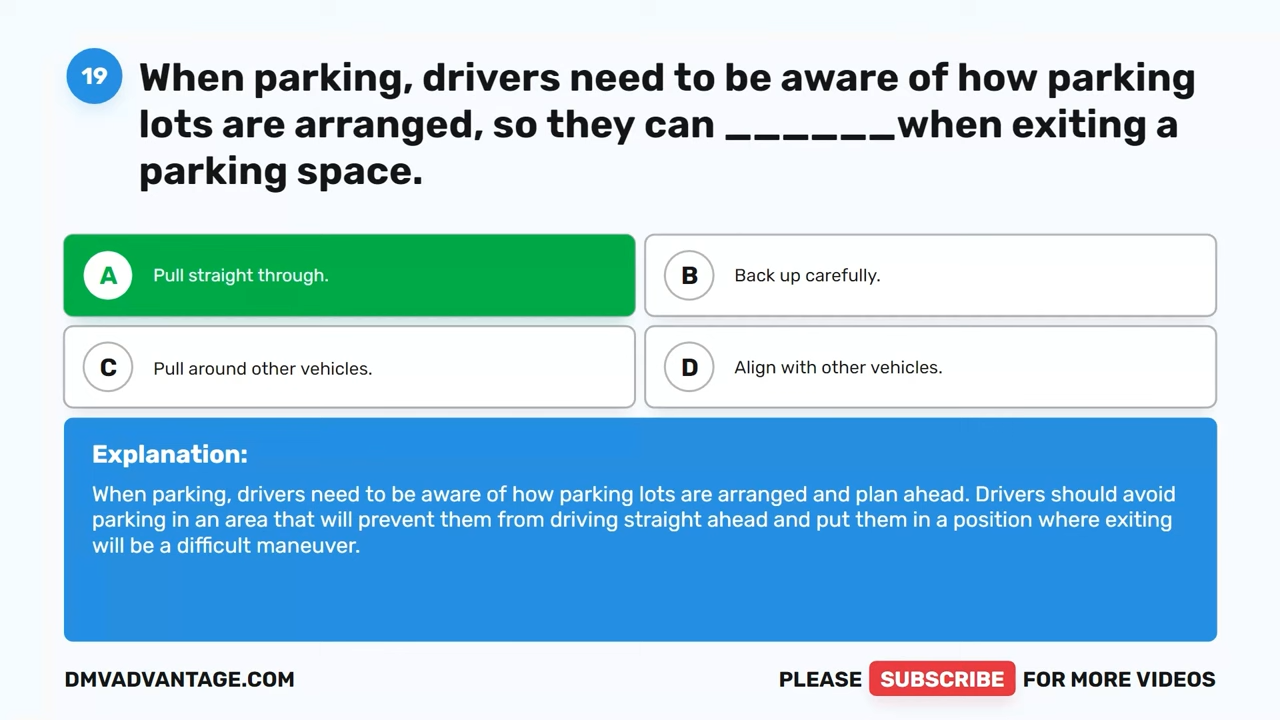 19
When parking, drivers need to be aware of how parking
lots are arranged, so they can ______when exiting a
parking space.
A Pull straight through.
B Back up carefully.
C Pull around other vehicles.
D Align with other vehicles.
Explanation:
When parking, drivers need to be aware of how parking lots are arranged and plan ahead. Drivers should avoid
parking in an area that will prevent them from driving straight ahead and put them in a position where exiting
will be a difficult maneuver.
DMVADVANTAGE.COM
PLEASE SUBSCRIBE FOR MORE VIDEOS